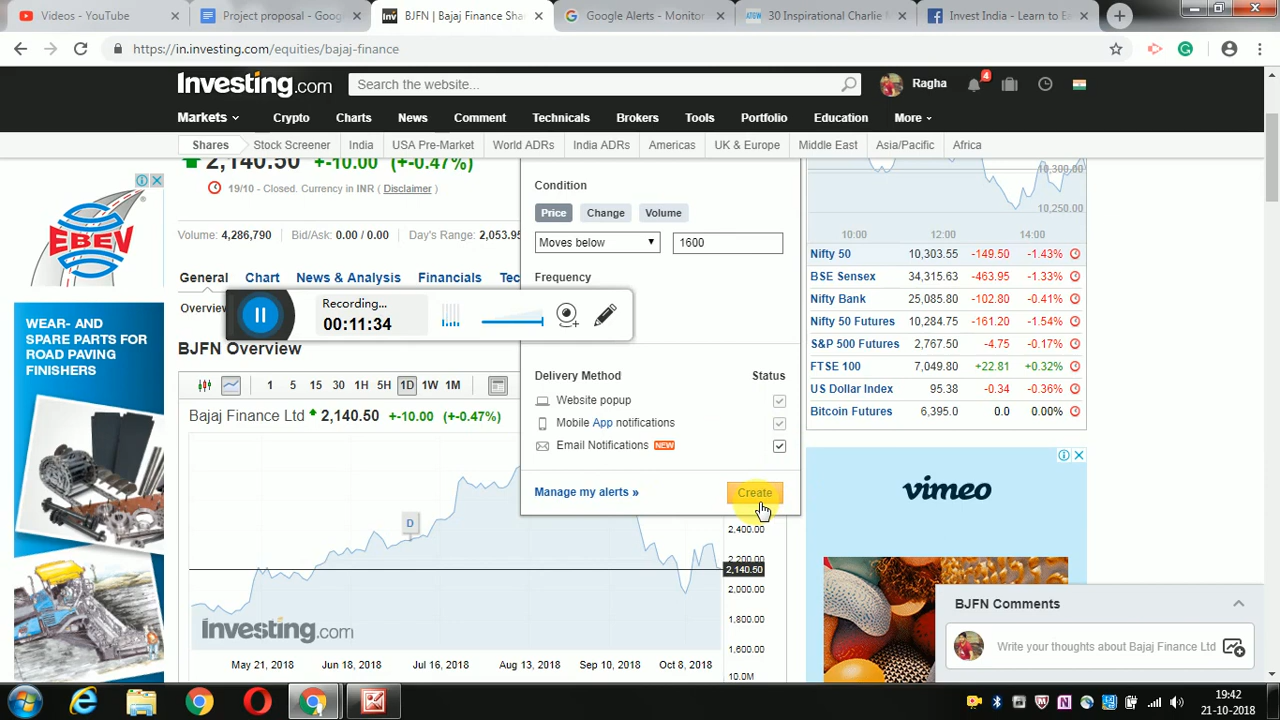 Videos - YouTube
Project proposal - Goog
BJFN | Bajaj Finance Sha
Google Alerts - Monitor
30 Inspirational Charlie
Invest India - Learn to E
https://in.investing.com/equities/bajaj-finance
Investing.com
Search the website...
Ragha
4
Markets
Crypto
Charts
News
Comment
Technicals
Brokers
Tools
Portfolio
Education
More
Shares
Stock Screener
India
USA Pre-Market
World ADRs
India ADRs
Americas
UK & Europe
Middle East
Asia/Pacific
Africa
2,140.50 +-10.00 (+-0.47%)
19/10 - Closed. Currency in INR ( Disclaimer )
Volume: 4,286,790
Bid/Ask: 0.00 / 0.00
Day's Range: 2,053.95
General
Chart
News & Analysis
Financials
Tec
Overview
Recording...
00:11:34
BJFN Overview
1 5 15 30 1H 5H 1D 1W 1M
Bajaj Finance Ltd 2,140.50 +-10.00 (+-0.47%)
D
2,400.00
2,200.00
2,140.50
2,000.00
1,800.00
1,600.00
10.0M
Investing.com
May 21, 2018
Jun 18, 2018
Jul 16, 2018
Aug 13, 2018
Sep 10, 2018
Oct 8, 2018
Condition
Price
Change
Volume
Moves below
1600
Frequency
Delivery Method
Status
Website popup
Mobile App notifications
Email Notifications NEW
Manage my alerts »
Create
10,300.00
10,250.00
10:00
12:00
14:00
Nifty 50 10,303.55 -149.50 -1.43%
BSE Sensex 34,315.63 -463.95 -1.33%
Nifty Bank 25,085.80 -102.80 -0.41%
Nifty 50 Futures 10,284.75 -161.20 -1.54%
S&P 500 Futures 2,767.50 -4.75 -0.17%
FTSE 100 7,049.80 +22.81 +0.32%
US Dollar Index 95.38 -0.34 -0.36%
Bitcoin Futures 6,395.0 0.0 0.00%
EBEV
WEAR- AND
SPARE PARTS FOR
ROAD PAVING
FINISHERS
vimeo
BJFN Comments
Write your thoughts about Bajaj Finance Ltd
19:42
21-10-2018